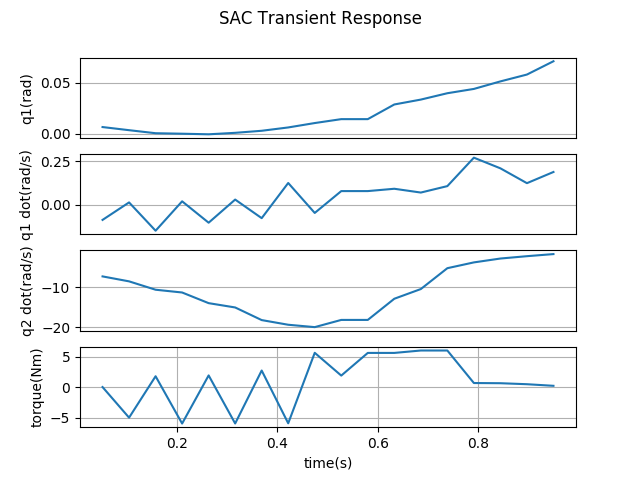 SAC Transient Response
q1(rad)
0.05
0.00
q1 dot(rad/s)
0.25
0.00
q2 dot(rad/s)
−10
−20
torque(Nm)
5
0
−5
0.2 0.4 0.6 0.8
time(s)